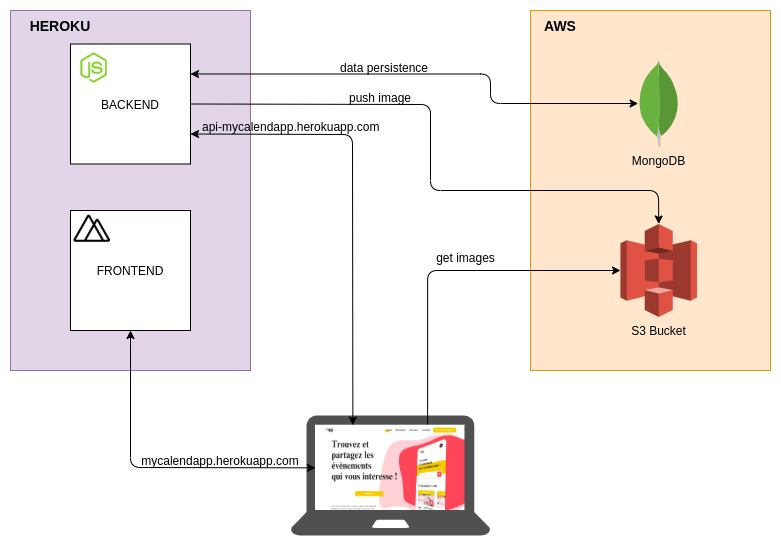 HEROKU
AWS
JS
BACKEND
data persistence
push image
api-mycalendapp.herokuapp.com
MongoDB
FRONTEND
get images
S3 Bucket
mycalendapp.herokuapp.com
Trouvez et
partagez les
évènements
qui vous interesse !